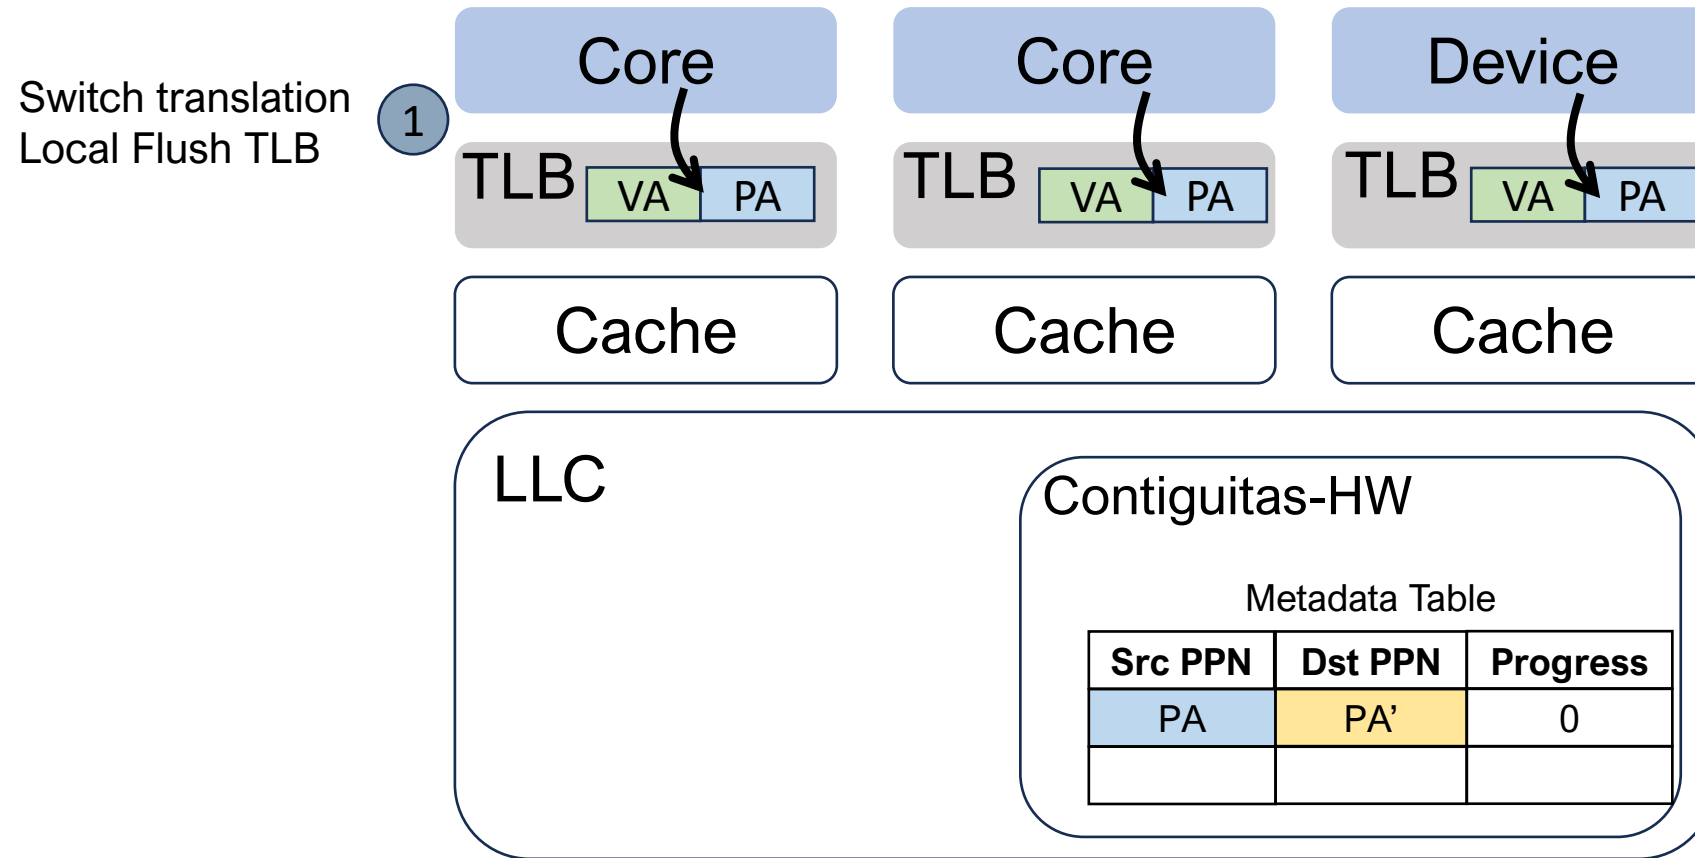 Core
Core
Device
Switch translation
Local Flush TLB
1
TLB
VA
PA
TLB
VA
PA
TLB
VA
PA
Cache
Cache
Cache
LLC
Contiguitas-HW
Metadata Table
Src PPN Dst PPN Progress
PA PA’ 0